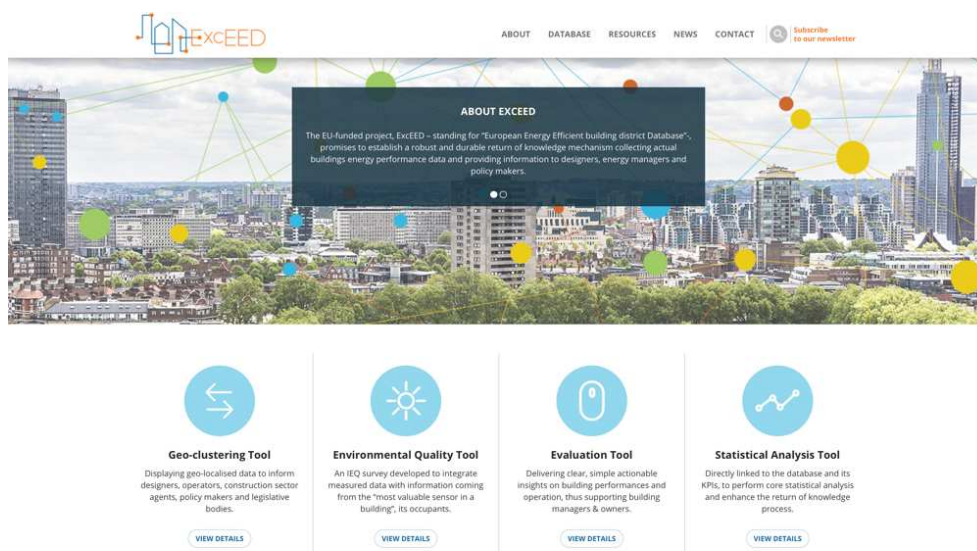 ExcEED
ABOUT DATABASE RESOURCES NEWS CONTACT
Subscribe
to our newsletter
ABOUT EXCEED
The EU-funded project, ExcEED – standing for "European Energy Efficient building district Database"-,
promises to establish a robust and durable return of knowledge mechanism collecting actual
buildings energy performance data and providing information to designers, energy managers and
policy makers.
Geo-clustering Tool
Displaying geo-localised data to inform
designers, operators, construction sector
agents, policy makers and legislative
bodies.
VIEW DETAILS
Environmental Quality Tool
An IEQ survey developed to integrate
measured data with information coming
from the "most valuable sensor in a
building", its occupants.
VIEW DETAILS
Evaluation Tool
Delivering clear, simple actionable
insights on building performances and
operation, thus supporting building
managers & owners.
VIEW DETAILS
Statistical Analysis Tool
Directly linked to the database and its
KPIs, to perform core statistical analysis
and enhance the return of knowledge
process.
VIEW DETAILS